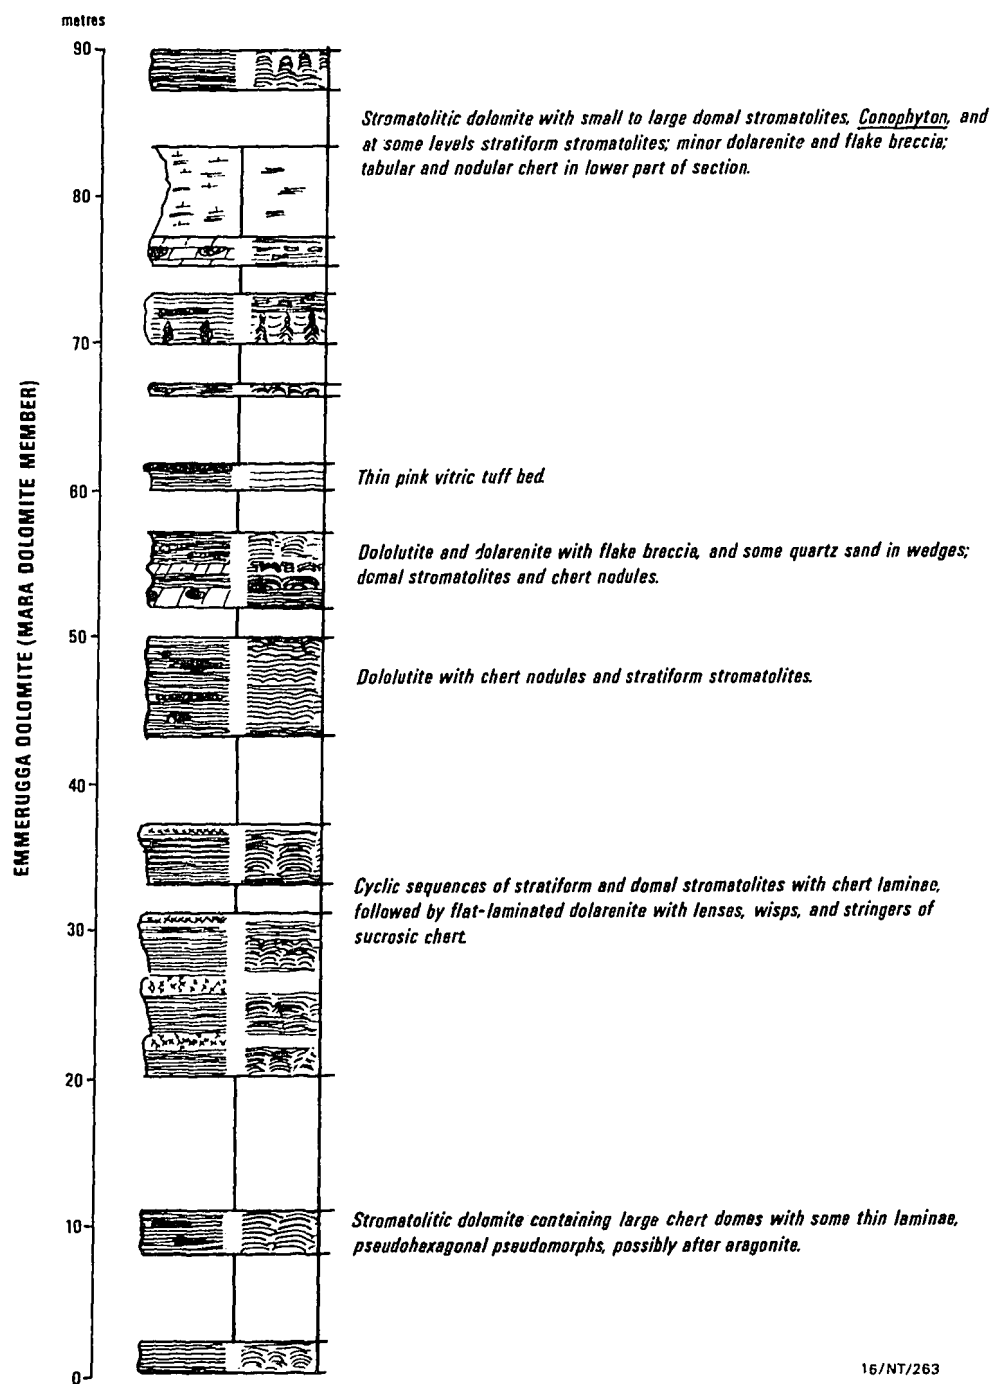 metres
90
Stromatolitic dolomite with small to large domal stromatolites, Conophyton, and
at some levels stratiform stromatolites; minor dolarenite and flake breccia;
tabular and nodular chert in lower part of section.
80
70
EMMERUGGA DOLOMITE (MARA DOLOMITE MEMBER)
Thin pink vitric tuff bed.
60
Dololutite and dolarenite with flake breccia, and some quartz sand in wedges;
domal stromatolites and chert nodules.
50
Dololutite with chert nodules and stratiform stromatolites.
40
Cyclic sequences of stratiform and domal stromatolites with chert laminae,
followed by flat-laminated dolarenite with lenses, wisps, and stringers of
sucrosic chert.
30
20
10
Stromatolitic dolomite containing large chert domes with some thin laminae,
pseudohexagonal pseudomorphs, possibly after aragonite.
0
16/NT/263